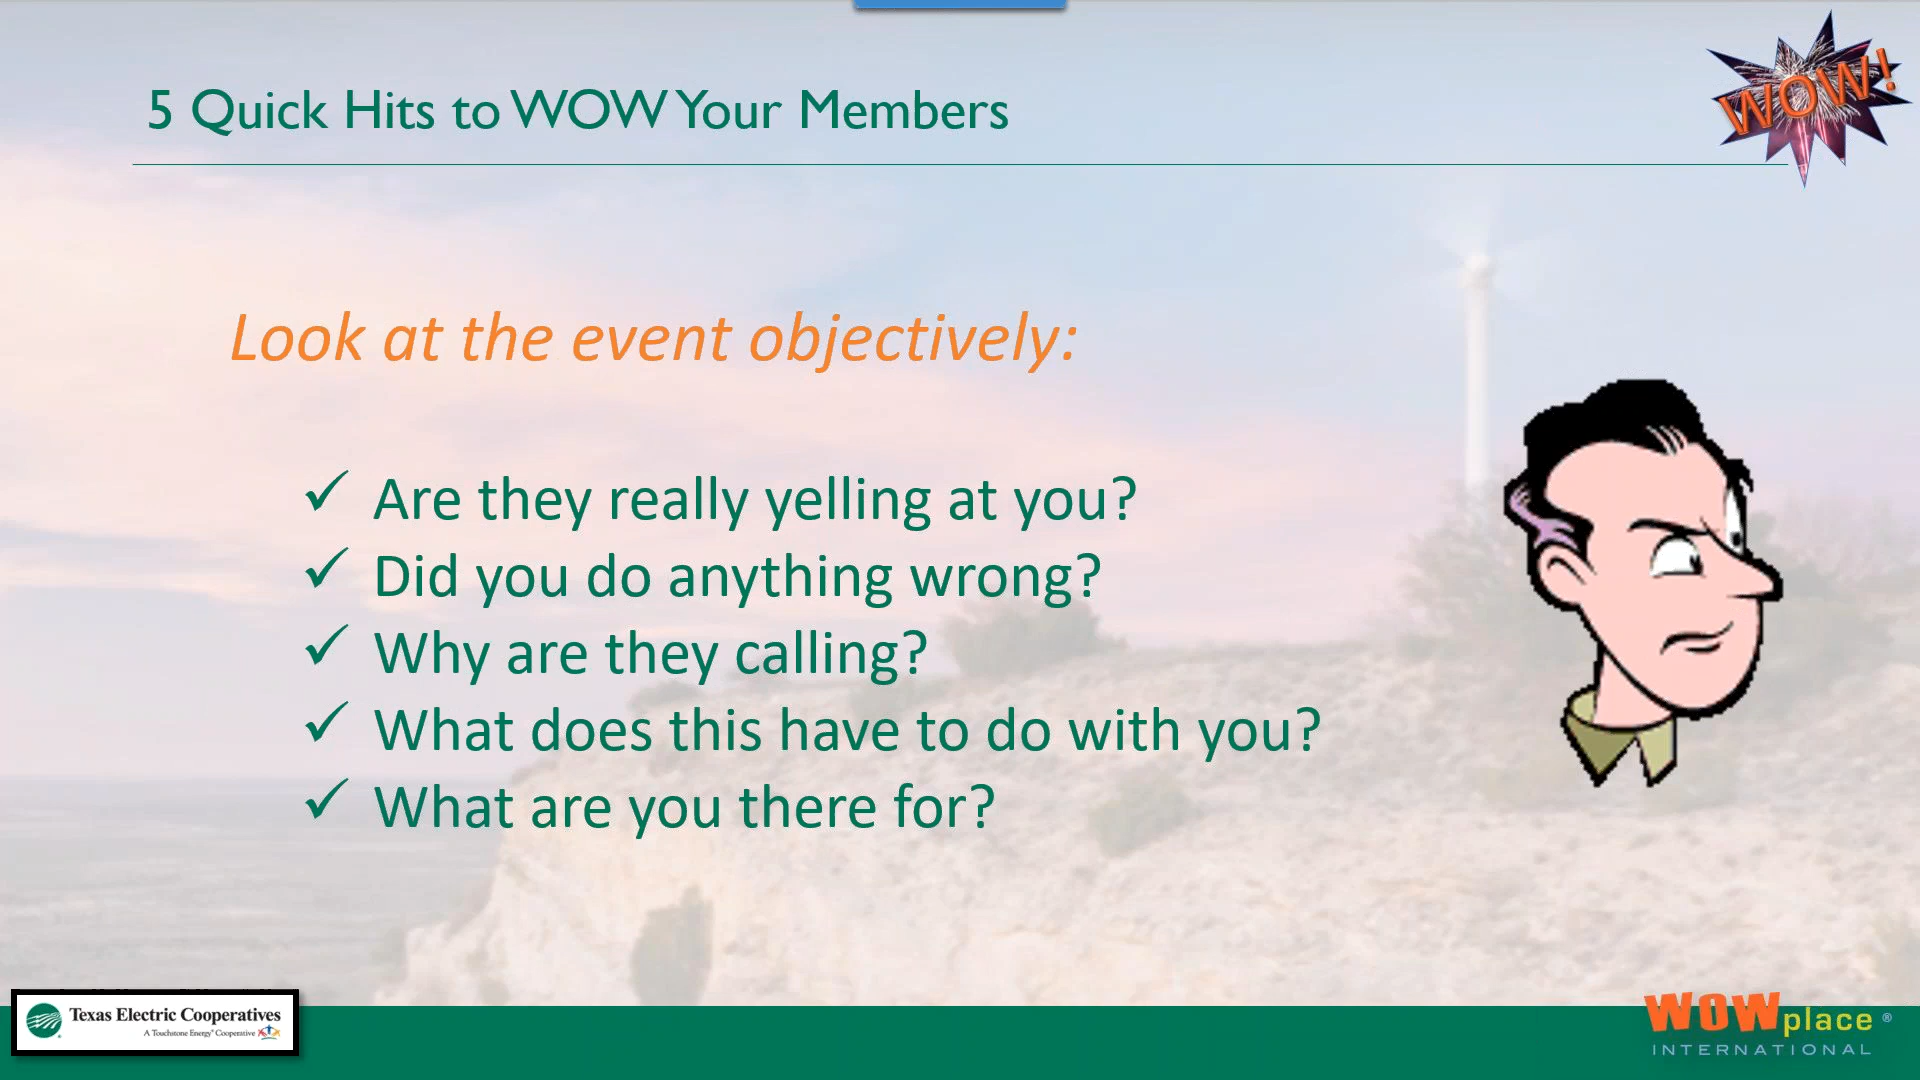 5 Quick Hits to WOW Your Members
WOW!
Look at the event objectively:
✓ Are they really yelling at you?
✓ Did you do anything wrong?
✓ Why are they calling?
✓ What does this have to do with you?
✓ What are you there for?
Texas Electric Cooperatives
A Touchstone Energy® Cooperative
WOWplace®
INTERNATIONAL